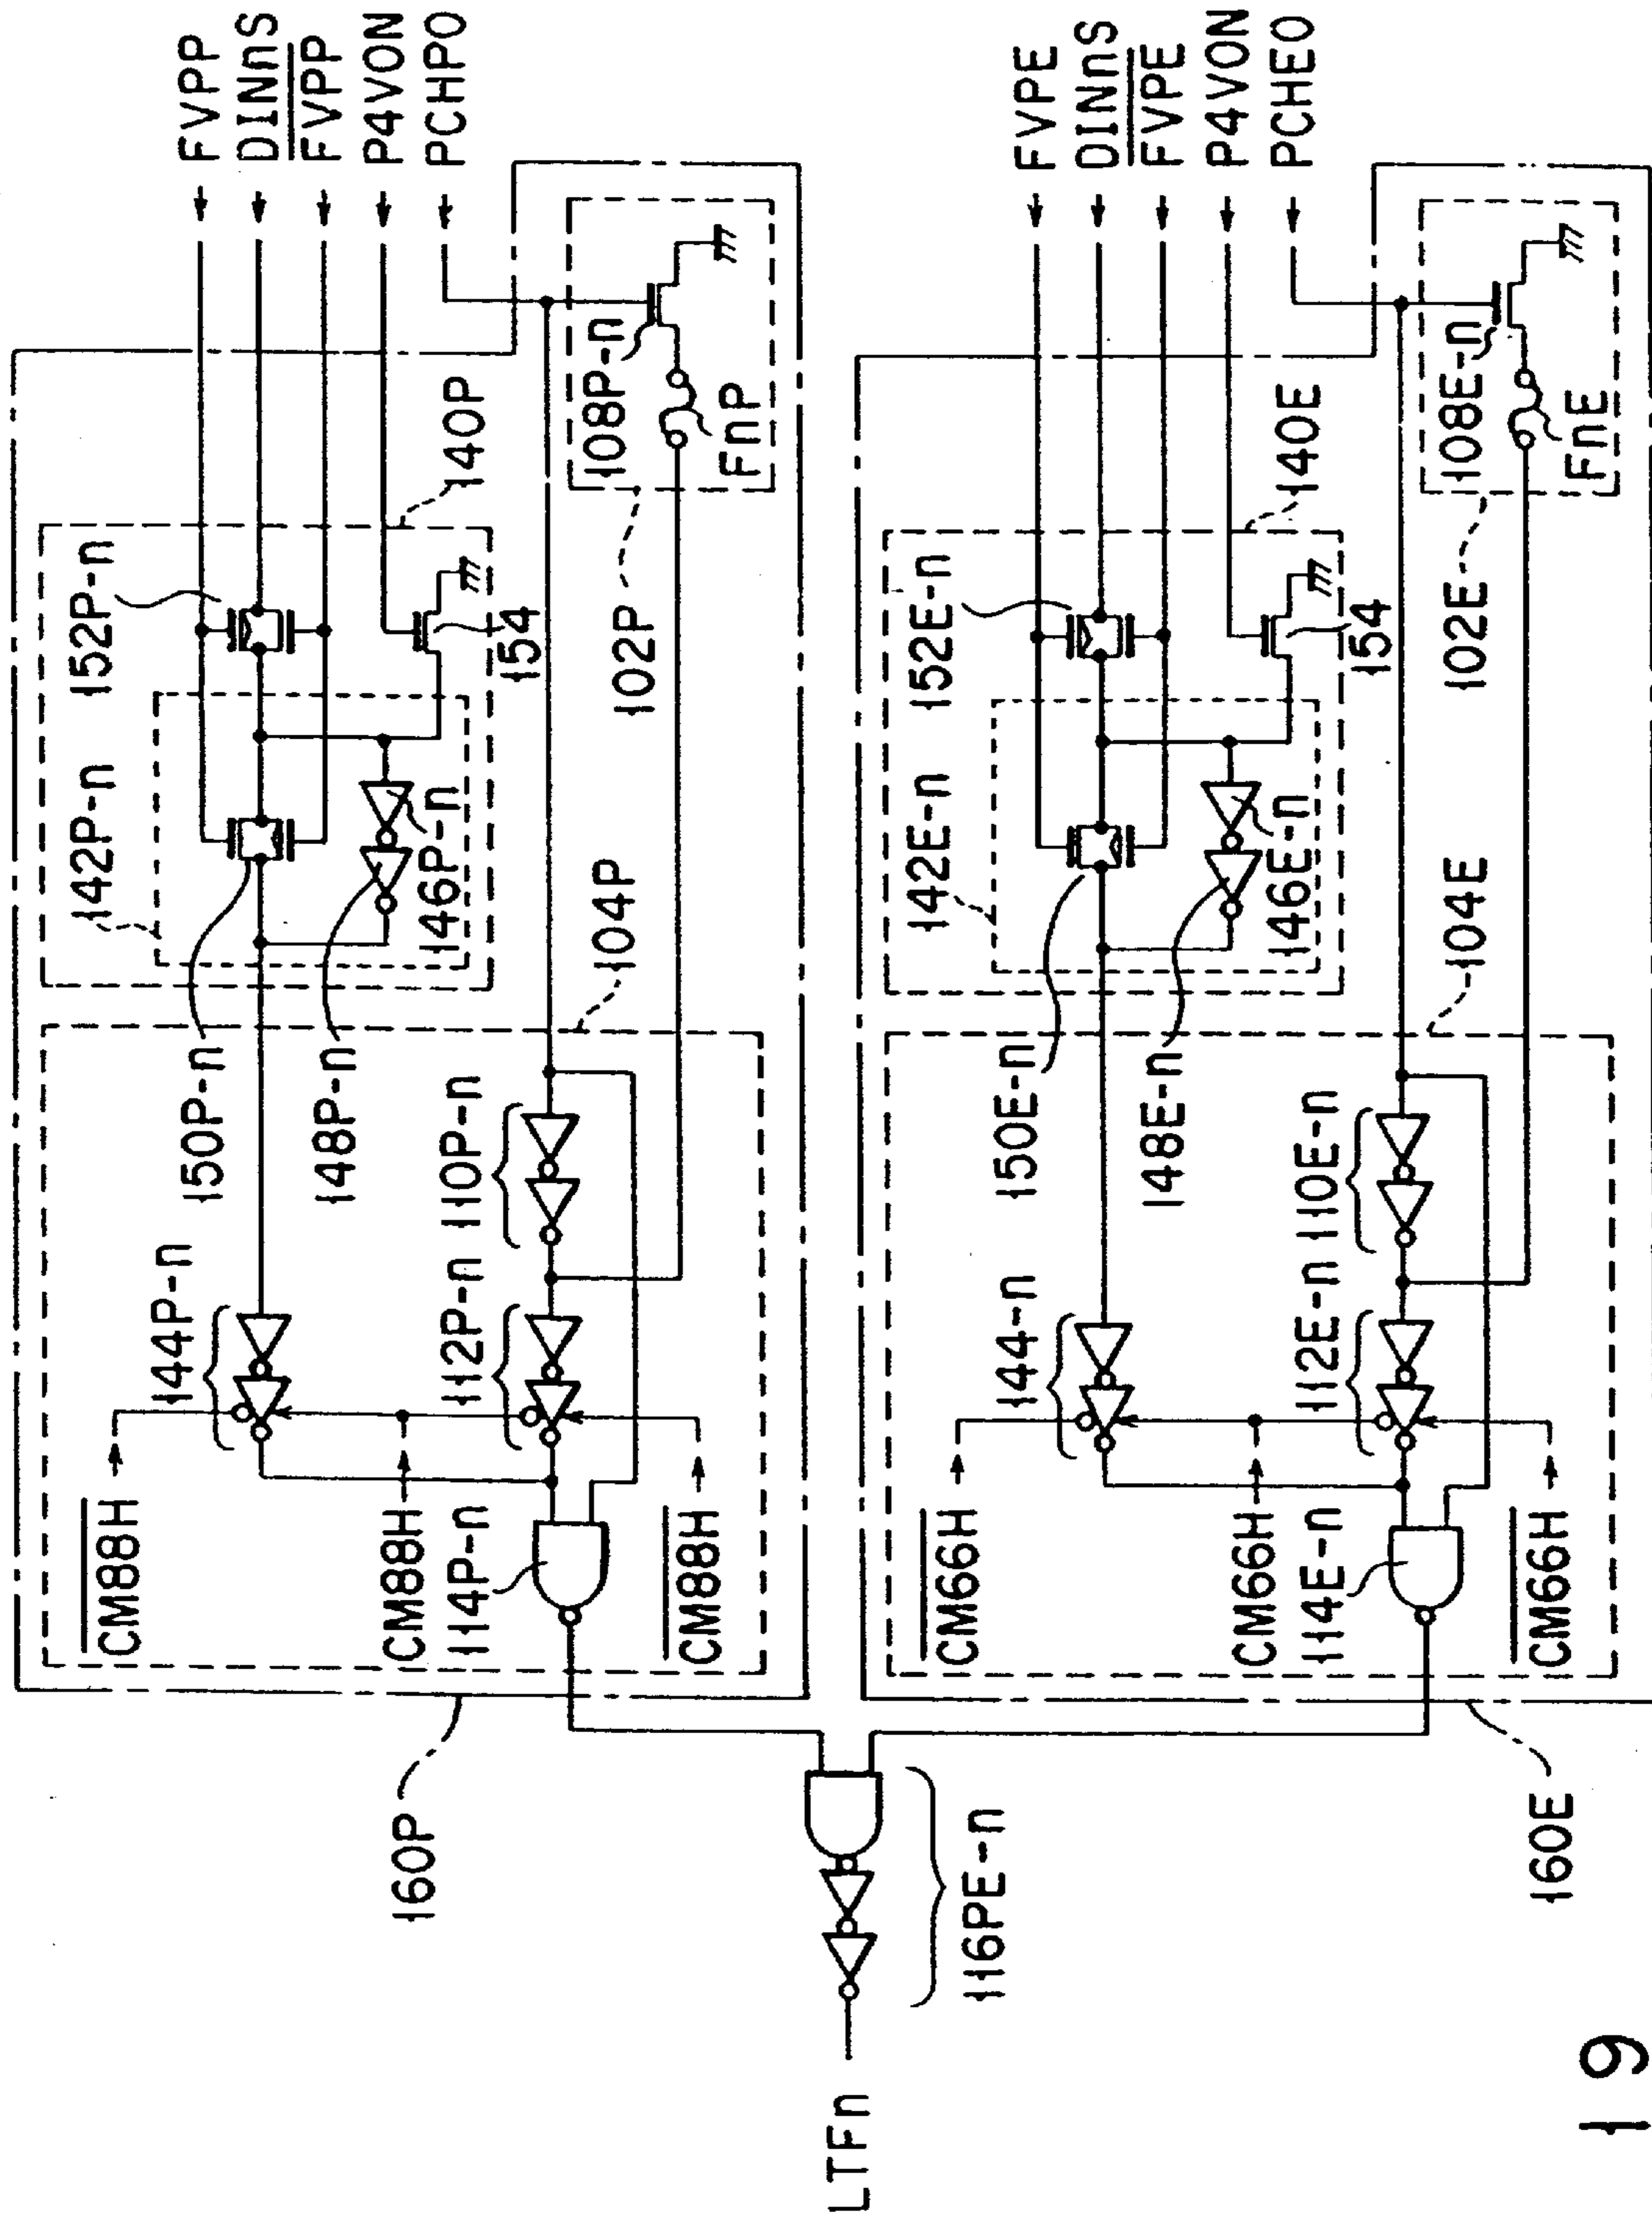 FVPP
DINnS
FVPP
P4VON
PCHPO
152P-n
142P-n
140P
154
108P-n
FnP
102P
150P-n
148P-n
146P-n
104P
144P-n
110P-n
112P-n
CM88H
CM88H
114P-n
CM88H
160P
LTFn
116PE-n
FVPE
DINnS
FVPE
P4VON
PCHEO
152E-n
142E-n
140E
154
108E-n
FnE
102E
150E-n
148E-n
146E-n
104E
144-n
110E-n
112E-n
CM66H
CM66H
114E-n
CM66H
160E
19